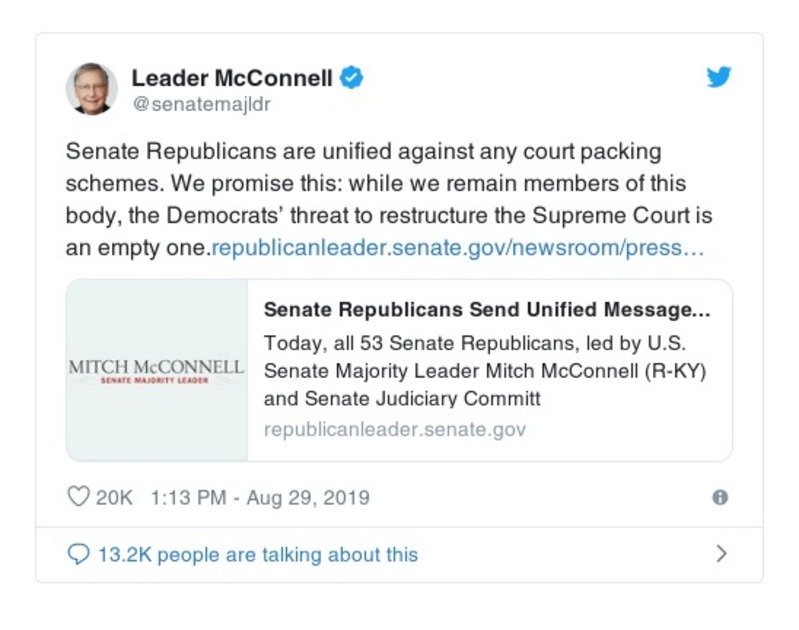 Leader McConnell
@senatemajldr
Senate Republicans are unified against any court packing
schemes. We promise this: while we remain members of this
body, the Democrats’ threat to restructure the Supreme Court is
an empty one.republicanleader.senate.gov/newsroom/press…
Senate Republicans Send Unified Message...
Today, all 53 Senate Republicans, led by U.S.
Senate Majority Leader Mitch McConnell (R-KY)
and Senate Judiciary Committ
republicanleader.senate.gov
MITCH McCONNELL
SENATE MAJORITY LEADER
20K 1:13 PM - Aug 29, 2019
13.2K people are talking about this